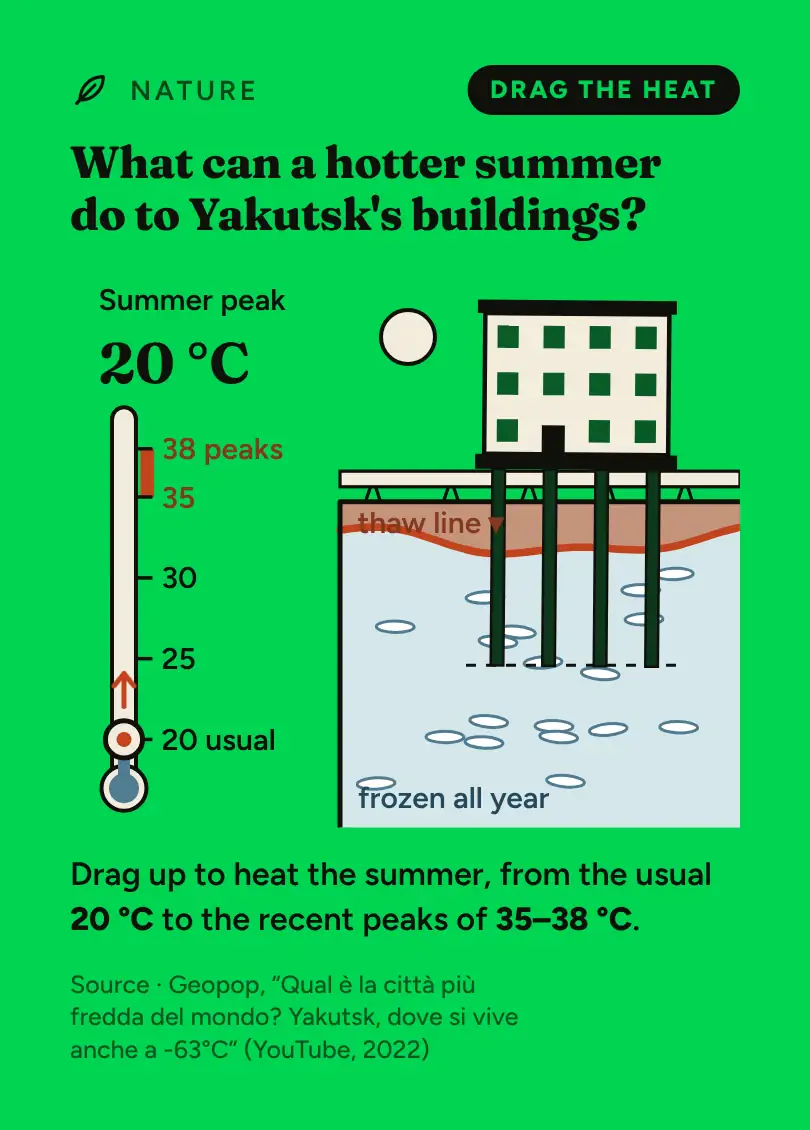 NATURE
DRAG THE HEAT
What can a hotter summer
do to Yakutsk's buildings?
Summer peak
20 °C
38 peaks
35
30
25
20 usual
thaw line
frozen all year
Drag up to heat the summer, from the usual
20 °C to the recent peaks of 35–38 °C.
Source · Geopop, “Qual è la città più
fredda del mondo? Yakutsk, dove si vive
anche a -63°C” (YouTube, 2022)